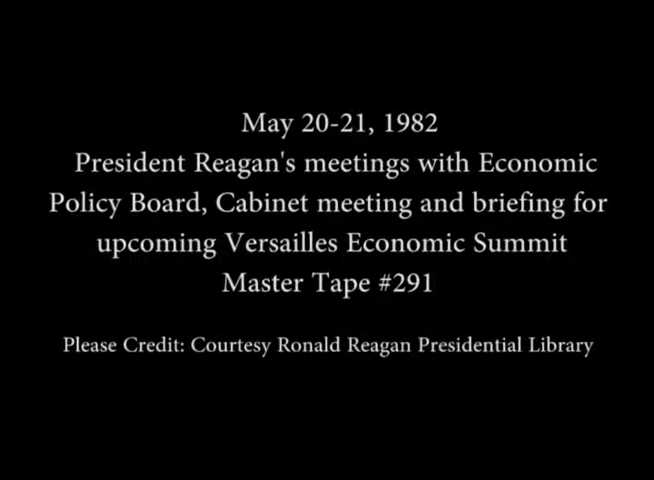 May 20-21, 1982
President Reagan's meetings with Economic
Policy Board, Cabinet meeting and briefing for
upcoming Versailles Economic Summit
Master Tape #291
Please Credit: Courtesy Ronald Reagan Presidential Library